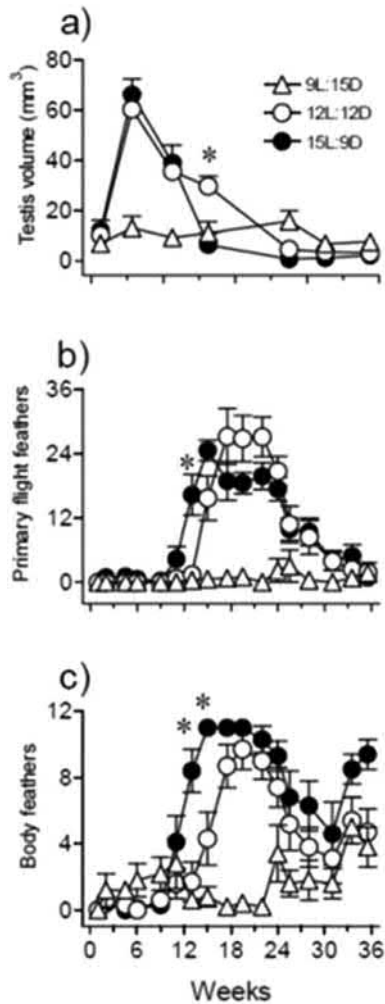 a)
80
60
40
20
0
Testis volume (mm³)
9L:15D
12L:12D
15L:9D
*
b)
36
24
12
0
Primary flight feathers
*
c)
12
8
4
0
Body feathers
* *
0 6 12 18 24 30 36
Weeks